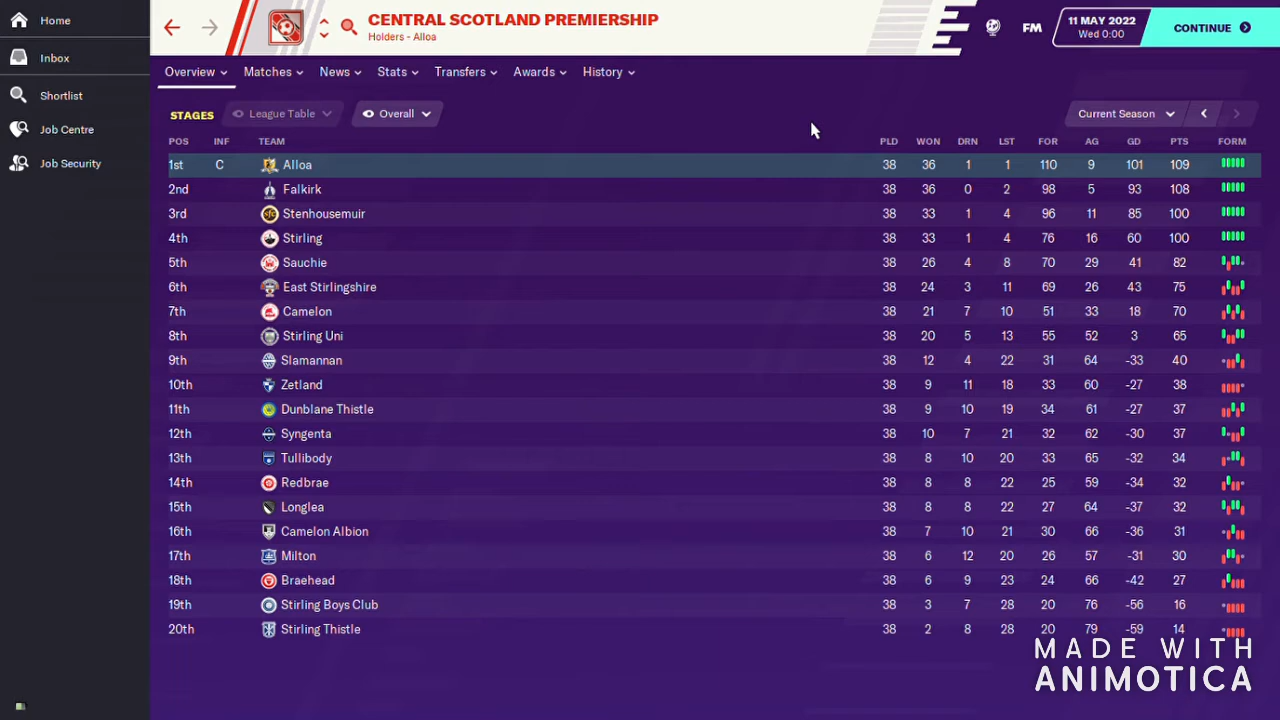 Home
Inbox
Shortlist
Job Centre
Job Security
CENTRAL SCOTLAND PREMIERSHIP
Holders - Alloa
FM
11 MAY 2022
Wed 0:00
CONTINUE
Overview Matches News Stats Transfers Awards History
STAGES League Table Overall Current Season
POS INF TEAM PLD WON DRN LST FOR AG GD PTS FORM
1st C Alloa 38 36 1 1 110 9 101 109
2nd Falkirk 38 36 0 2 98 5 93 108
3rd Stenhousemuir 38 33 1 4 96 11 85 100
4th Stirling 38 33 1 4 76 16 60 100
5th Sauchie 38 26 4 8 70 29 41 82
6th East Stirlingshire 38 24 3 11 69 26 43 75
7th Camelon 38 21 7 10 51 33 18 70
8th Stirling Uni 38 20 5 13 55 52 3 65
9th Slamannan 38 12 4 22 31 64 -33 40
10th Zetland 38 9 11 18 33 60 -27 38
11th Dunblane Thistle 38 9 10 19 34 61 -27 37
12th Syngenta 38 10 7 21 32 62 -30 37
13th Tullibody 38 8 10 20 33 65 -32 34
14th Redbrae 38 8 8 22 25 59 -34 32
15th Longlea 38 8 8 22 27 64 -37 32
16th Camelon Albion 38 7 10 21 30 66 -36 31
17th Milton 38 6 12 20 26 57 -31 30
18th Braehead 38 6 9 23 24 66 -42 27
19th Stirling Boys Club 38 3 7 28 20 76 -56 16
20th Stirling Thistle 38 2 8 28 20 79 -59 14
MADE WITH
ANIMOTICA